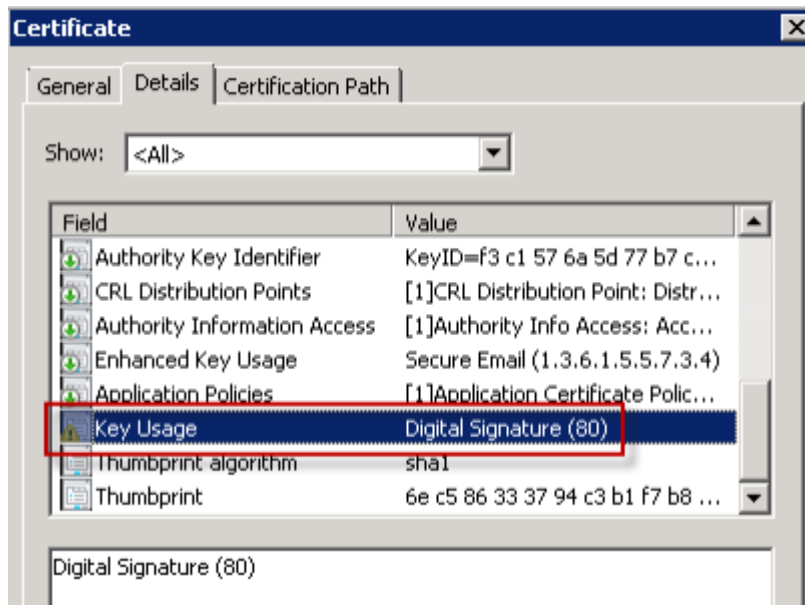 Certificate
General Details Certification Path
Show: <All>
Field Value
Authority Key Identifier KeyID=f3 c1 57 6a 5d 77 b7 c...
CRL Distribution Points [1]CRL Distribution Point: Distr...
Authority Information Access [1]Authority Info Access: Acc...
Enhanced Key Usage Secure Email (1.3.6.1.5.5.7.3.4)
Application Policies [1]Application Certificate Polic...
Key Usage Digital Signature (80)
Thumbprint algorithm sha1
Thumbprint 6e c5 86 33 37 94 c3 b1 f7 b8 ...
Digital Signature (80)